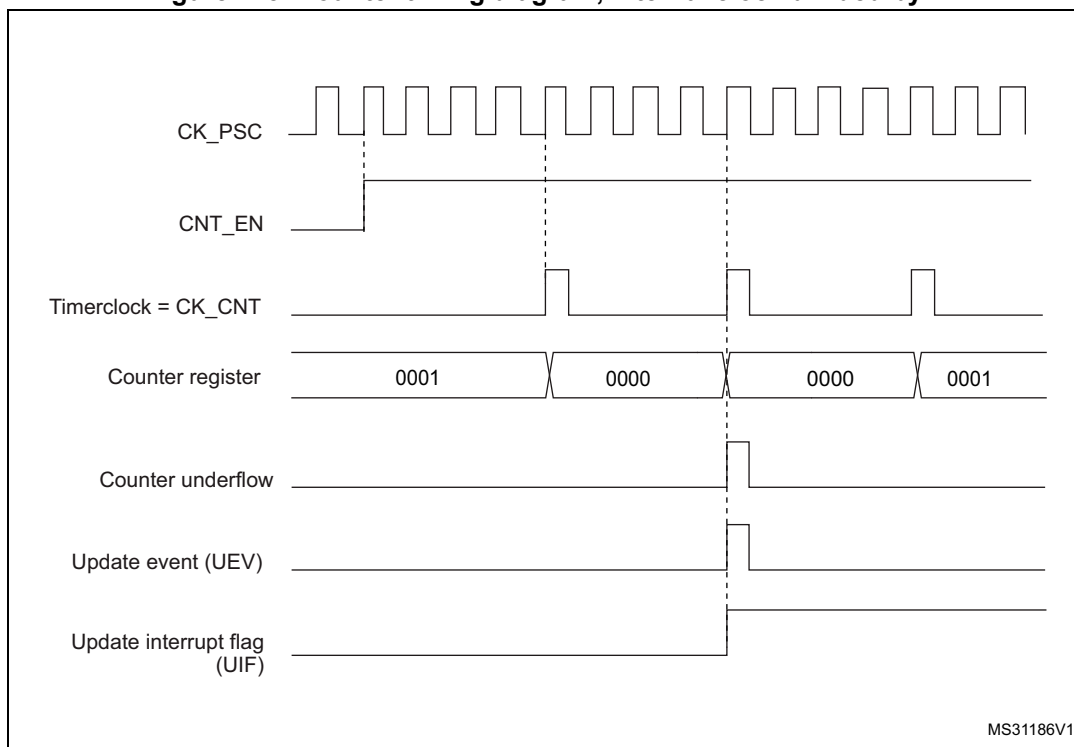 CK_PSC
CNT_EN
Timerclock = CK_CNT
Counter register
0001 0000 0000 0001
Counter underflow
Update event (UEV)
Update interrupt flag
(UIF)
MS31186V1